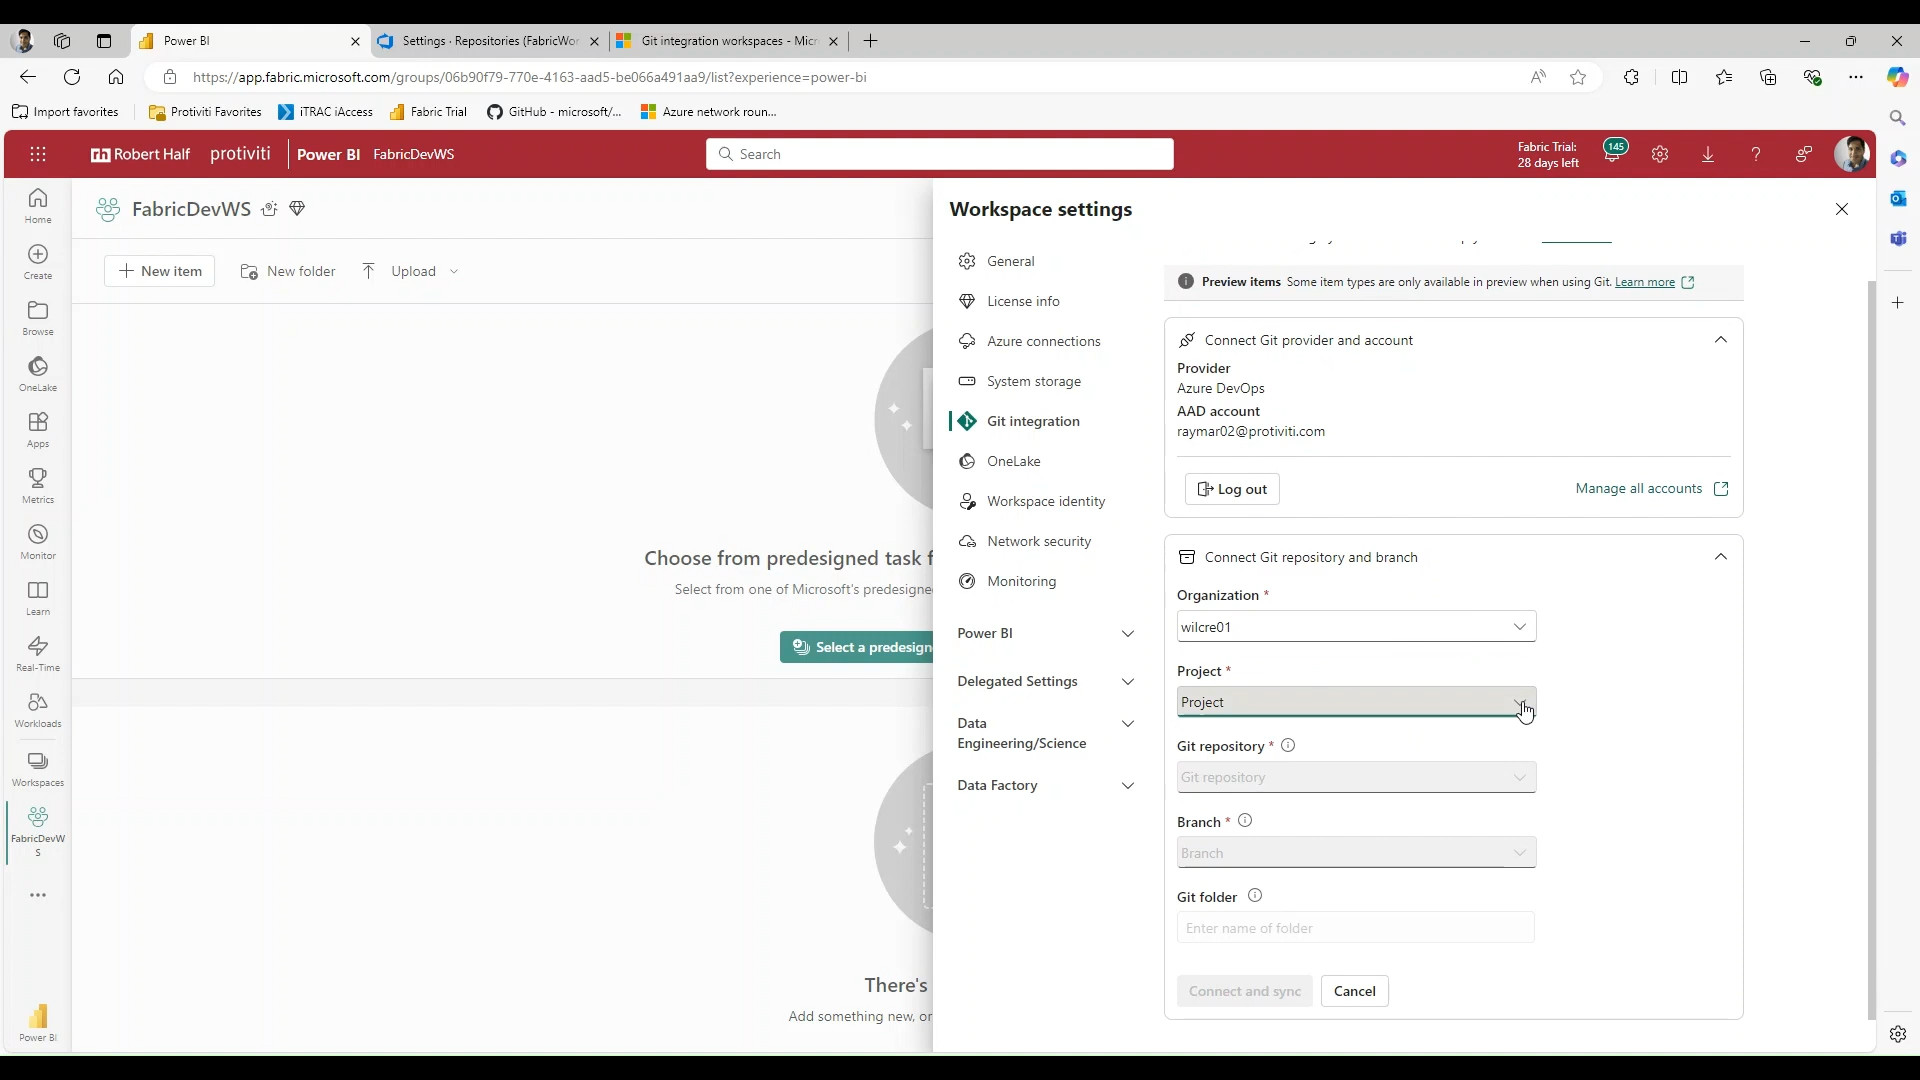 Power BI
Settings · Repositories (FabricWor
Git integration workspaces - Micr
https://app.fabric.microsoft.com/groups/06b90f79-770e-4163-aad5-be066a491aa9/list?experience=power-bi
Import favorites
Protiviti Favorites
iTRAC iAccess
Fabric Trial
GitHub - microsoft/...
Azure network roun...
rh Robert Half
protiviti
Power BI
FabricDevWS
Search
Fabric Trial:
28 days left
145
Home
Create
Browse
OneLake
Apps
Metrics
Monitor
Learn
Real-Time
Workloads
Workspaces
FabricDevW
S
Power BI
FabricDevWS
New item
New folder
Upload
Choose from predesigned task f
Select from one of Microsoft's predesigne
Select a predesign
There's
Add something new, or
Workspace settings
General
License info
Azure connections
System storage
Git integration
OneLake
Workspace identity
Network security
Monitoring
Power BI
Delegated Settings
Data
Engineering/Science
Data Factory
Preview items Some item types are only available in preview when using Git. Learn more
Connect Git provider and account
Provider
Azure DevOps
AAD account
raymar02@protiviti.com
Log out
Manage all accounts
Connect Git repository and branch
Organization *
wilcre01
Project *
Project
Git repository *
Git repository
Branch *
Branch
Git folder
Enter name of folder
Connect and sync
Cancel